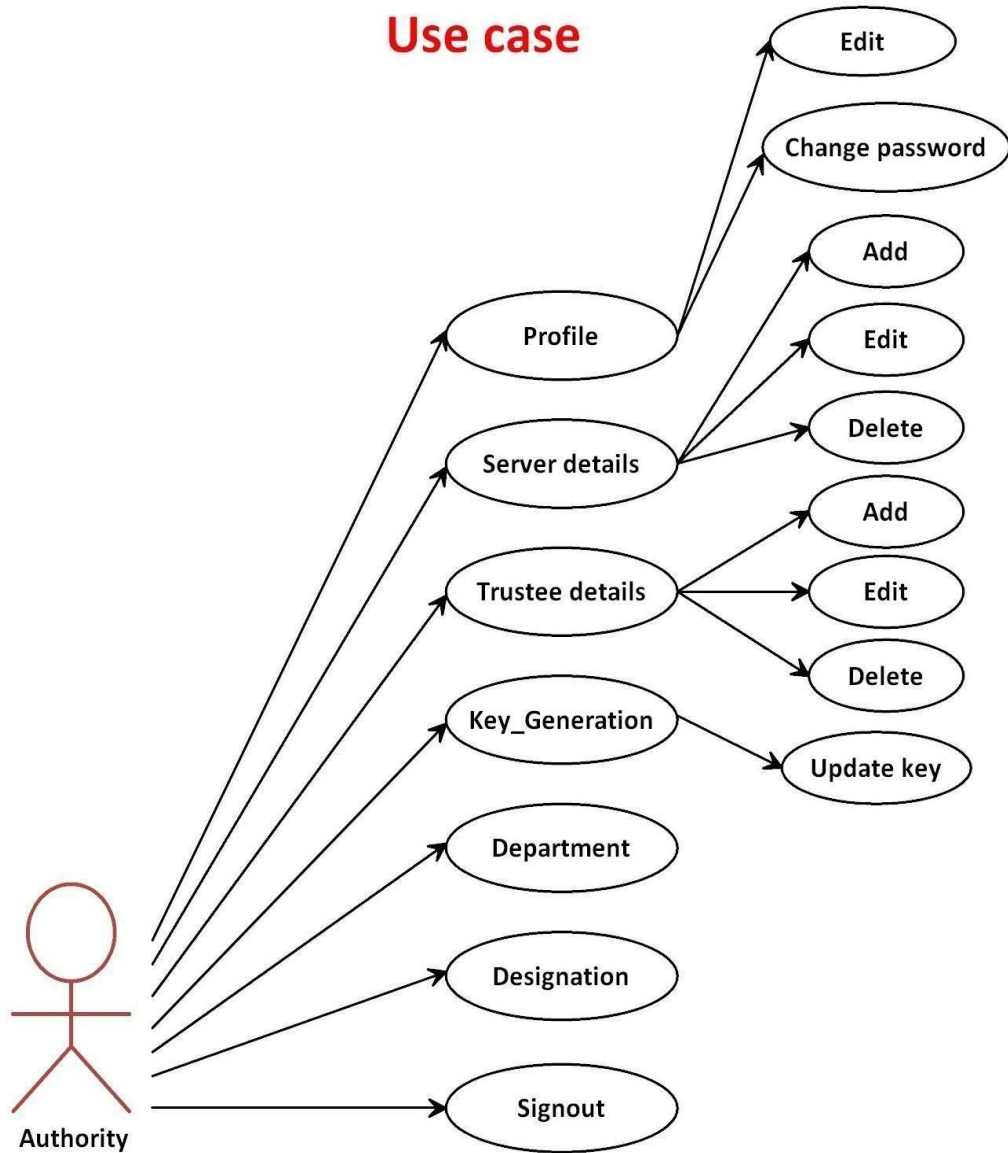 Use case
Edit
Change password
Add
Profile
Edit
Delete
Server details
Add
Trustee details
Edit
Delete
Key_Generation
Update key
Department
Designation
Signout
Authority